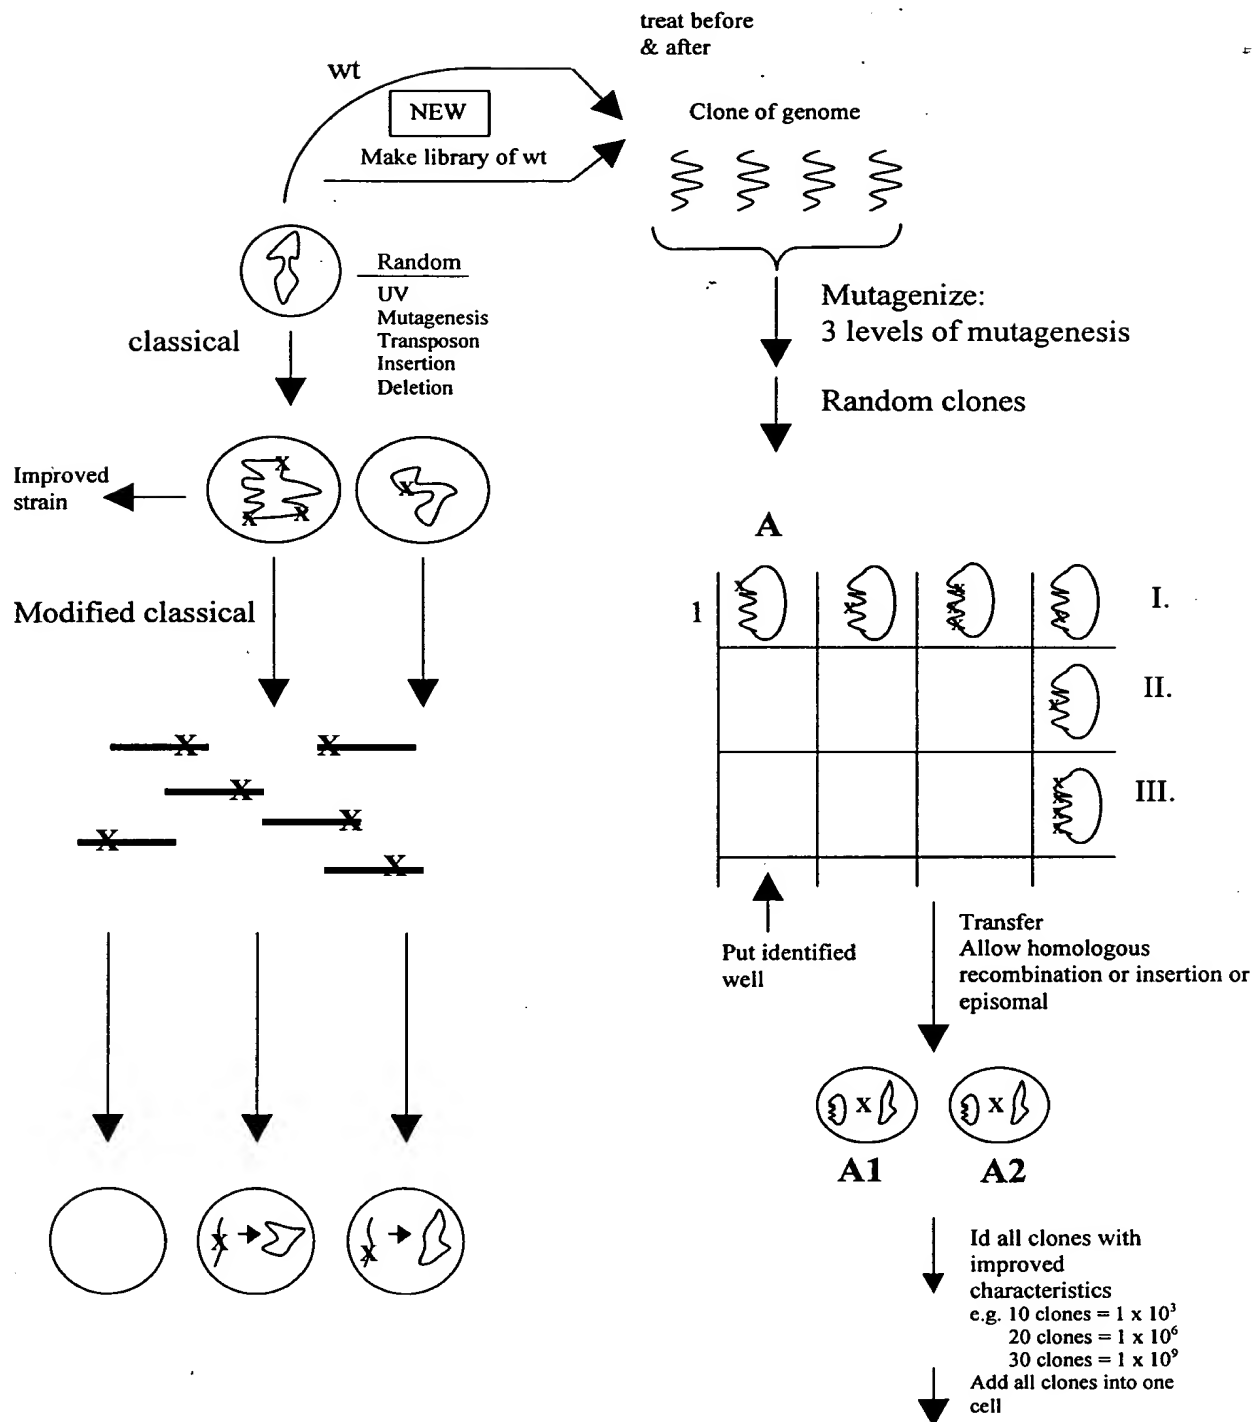 treat before
& after
wt
NEW
Clone of genome
Make library of wt
Random
UV
Mutagenesis
Transposon
Insertion
Deletion
classical
Mutagenize:
3 levels of mutagenesis
Random clones
Improved
strain
X
X
X
X
A
Modified classical
1
I.
II.
III.
X
X
X
X
X
X
Put identified
well
Transfer
Allow homologous
recombination or insertion or
episomal
X
X
A1
A2
X
X
Id all clones with
improved
characteristics
e.g. 10 clones = 1 x 10³
20 clones = 1 x 10⁶
30 clones = 1 x 10⁹
Add all clones into one
cell